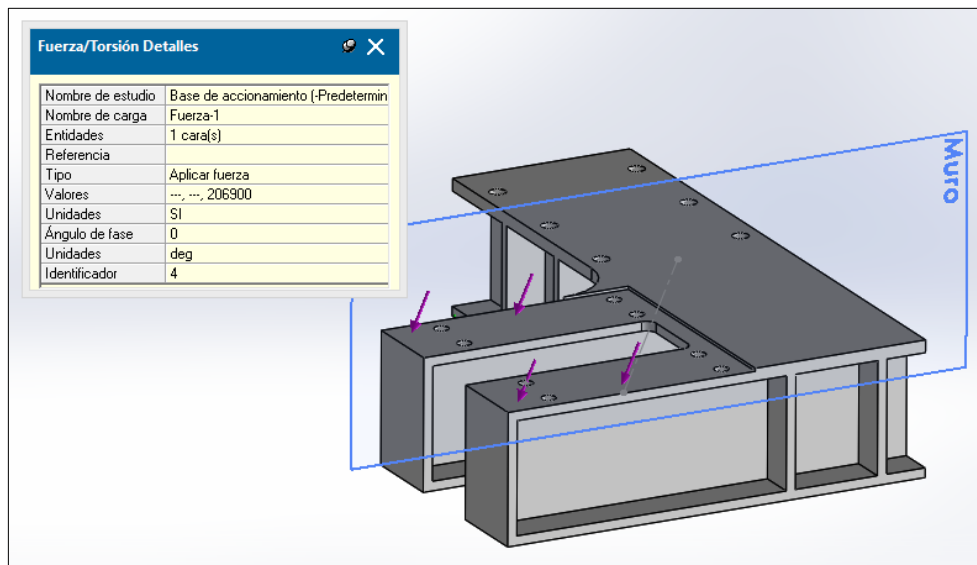 Fuerza/Torsión Detalles
Nombre de estudio Base de accionamiento (-Predetermin
Nombre de carga Fuerza-1
Entidades 1 cara(s)
Referencia
Tipo Aplicar fuerza
Valores ---, ---, 206900
Unidades SI
Ángulo de fase 0
Unidades deg
Identificador 4
Muro